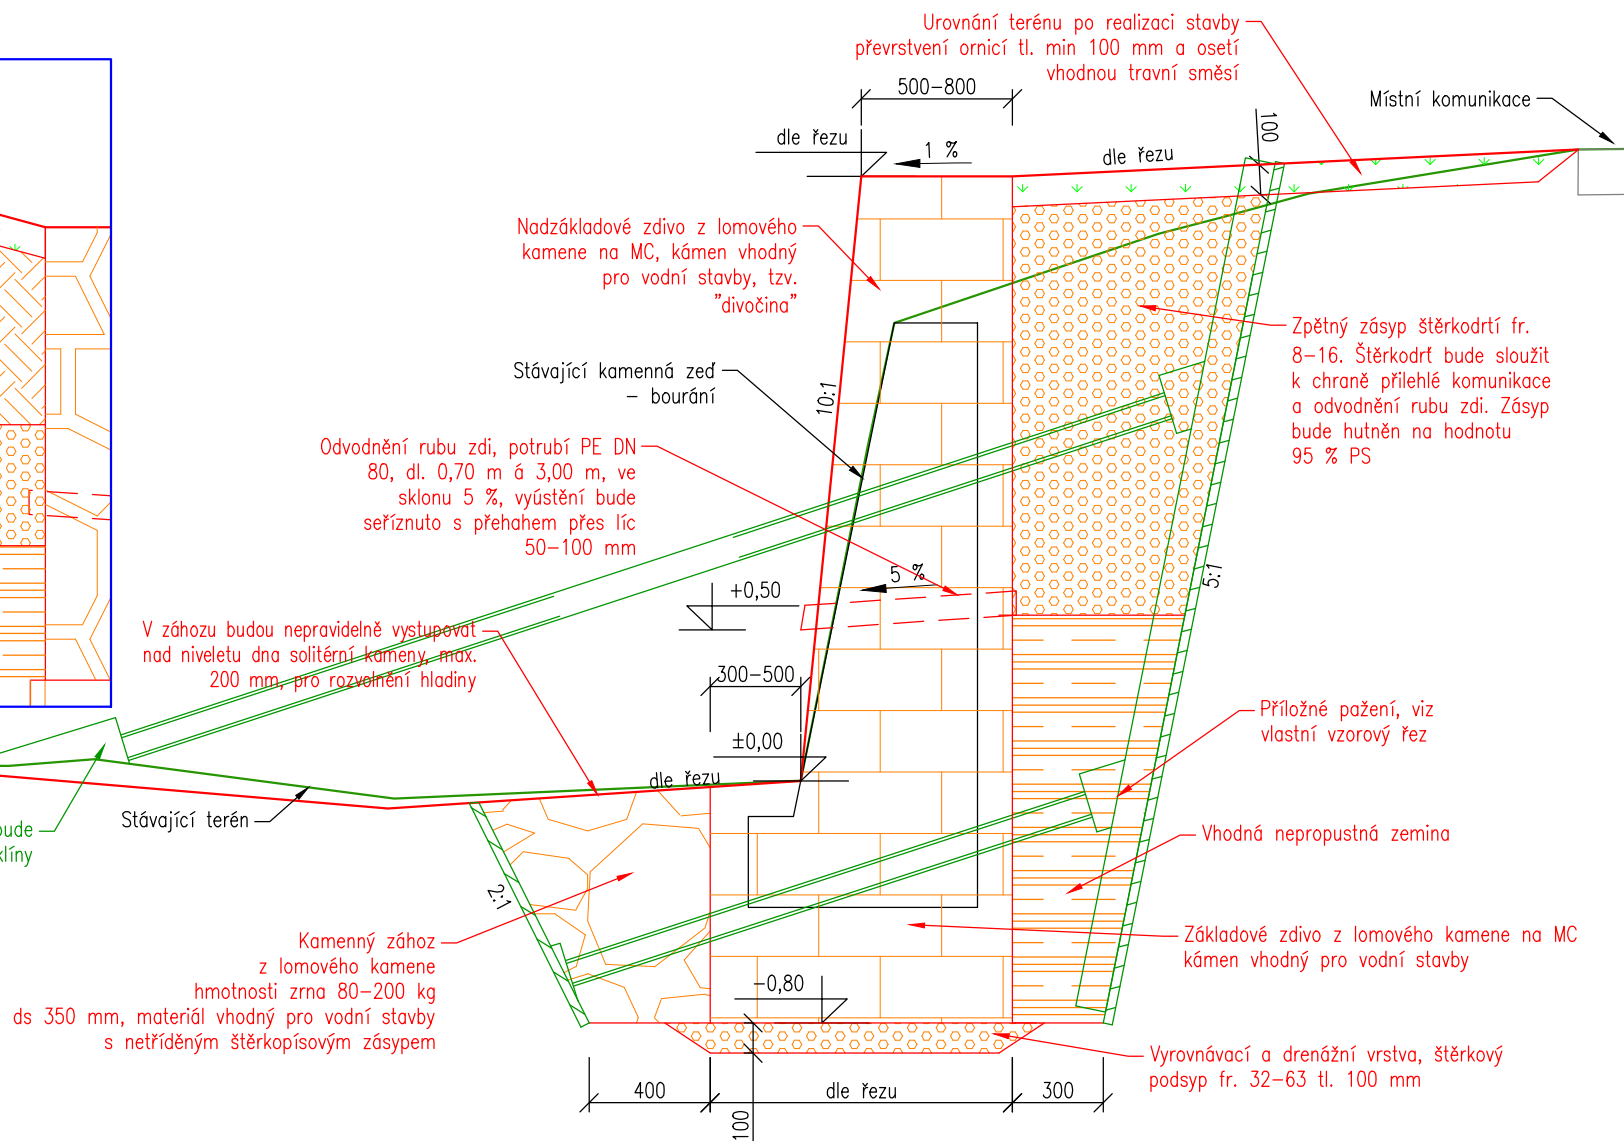 Urovnání terénu po realizaci stavby
převrstvení ornicí tl. min 100 mm a osetí
vhodnou travní směsí
500-800
Místní komunikace
100
dle řezu
1 %
dle řezu
Nadzákladové zdivo z lomového
kamene na MC, kámen vhodný
pro vodní stavby, tzv.
"divočina"
Zpětný zásyp štěrkodrtí fr.
8-16. Štěrkodrť bude sloužit
k chraně přilehlé komunikace
a odvodnění rubu zdi. Zásyp
bude hutněn na hodnotu
95 % PS
Stávající kamenná zeď
- bourání
10:1
Odvodnění rubu zdi, potrubí PE DN
80, dl. 0,70 m á 3,00 m, ve
sklonu 5 %, vyústění bude
seříznuto s přehahem přes líc
50-100 mm
5 %
5:1
+0,50
V záhozu budou nepravidelně vystupovat
nad niveletu dna solitérní kameny, max.
200 mm, pro rozvolnění hladiny
300-500
Příložné pažení, viz
vlastní vzorový řez
±0,00
dle řezu
Stávající terén
bude
klíny
Vhodná nepropustná zemina
2:1
Kamenný zához
z lomového kamene
hmotnosti zrna 80-200 kg
ds 350 mm, materiál vhodný pro vodní stavby
s netříděným štěrkopísovým zásypem
Základové zdivo z lomového kamene na MC
kámen vhodný pro vodní stavby
-0,80
Vyrovnávací a drenážní vrstva, štěrkový
podsyp fr. 32-63 tl. 100 mm
400
dle řezu
300
100